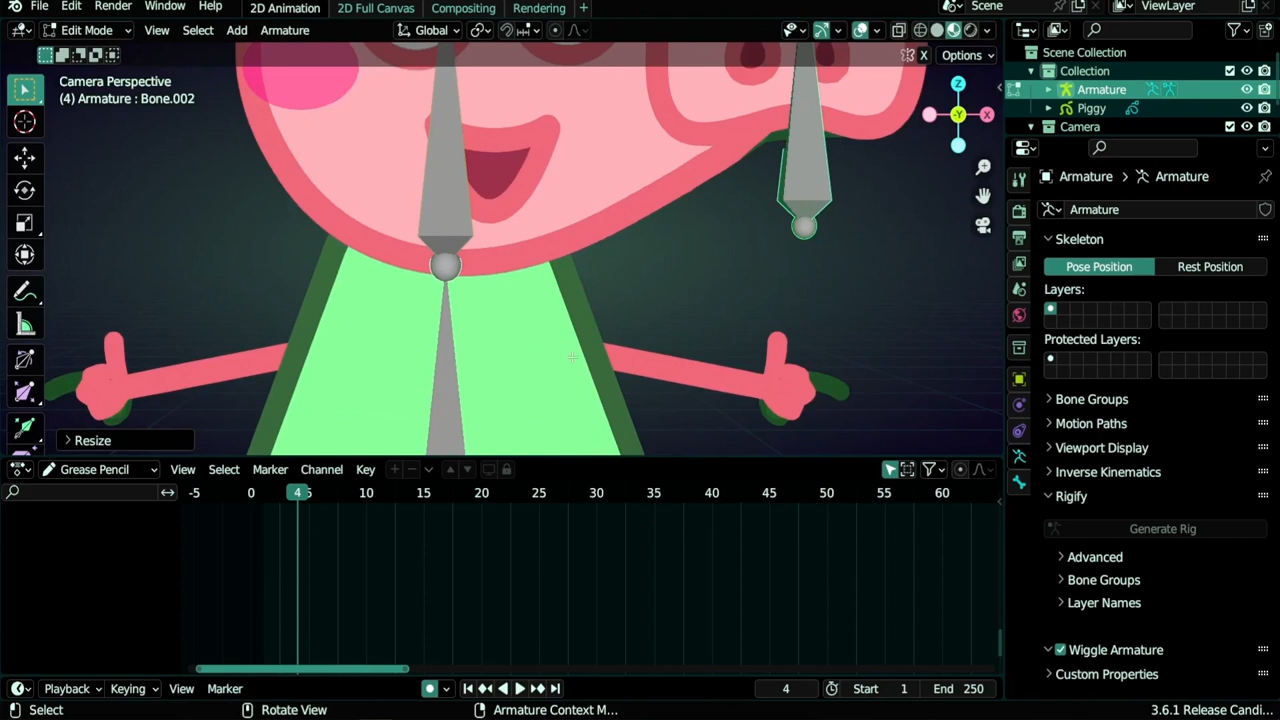 File Edit Render Window Help 2D Animation 2D Full Canvas Compositing Rendering + Scene ViewLayer
Edit Mode View Select Add Armature Global
X Options
Camera Perspective
(4) Armature : Bone.002
Z
-Y
X
Resize
Scene Collection
Collection
Armature
Piggy
Camera
Armature > Armature
Armature
Skeleton
Pose Position Rest Position
Layers:
Protected Layers:
Bone Groups
Motion Paths
Viewport Display
Inverse Kinematics
Rigify
Generate Rig
Advanced
Bone Groups
Layer Names
Wiggle Armature
Custom Properties
Grease Pencil View Select Marker Channel Key
-5 0 4 5 10 15 20 25 30 35 40 45 50 55 60
Playback Keying View Marker 4 Start 1 End 250
Select Rotate View Armature Context M... 3.6.1 Release Candi...